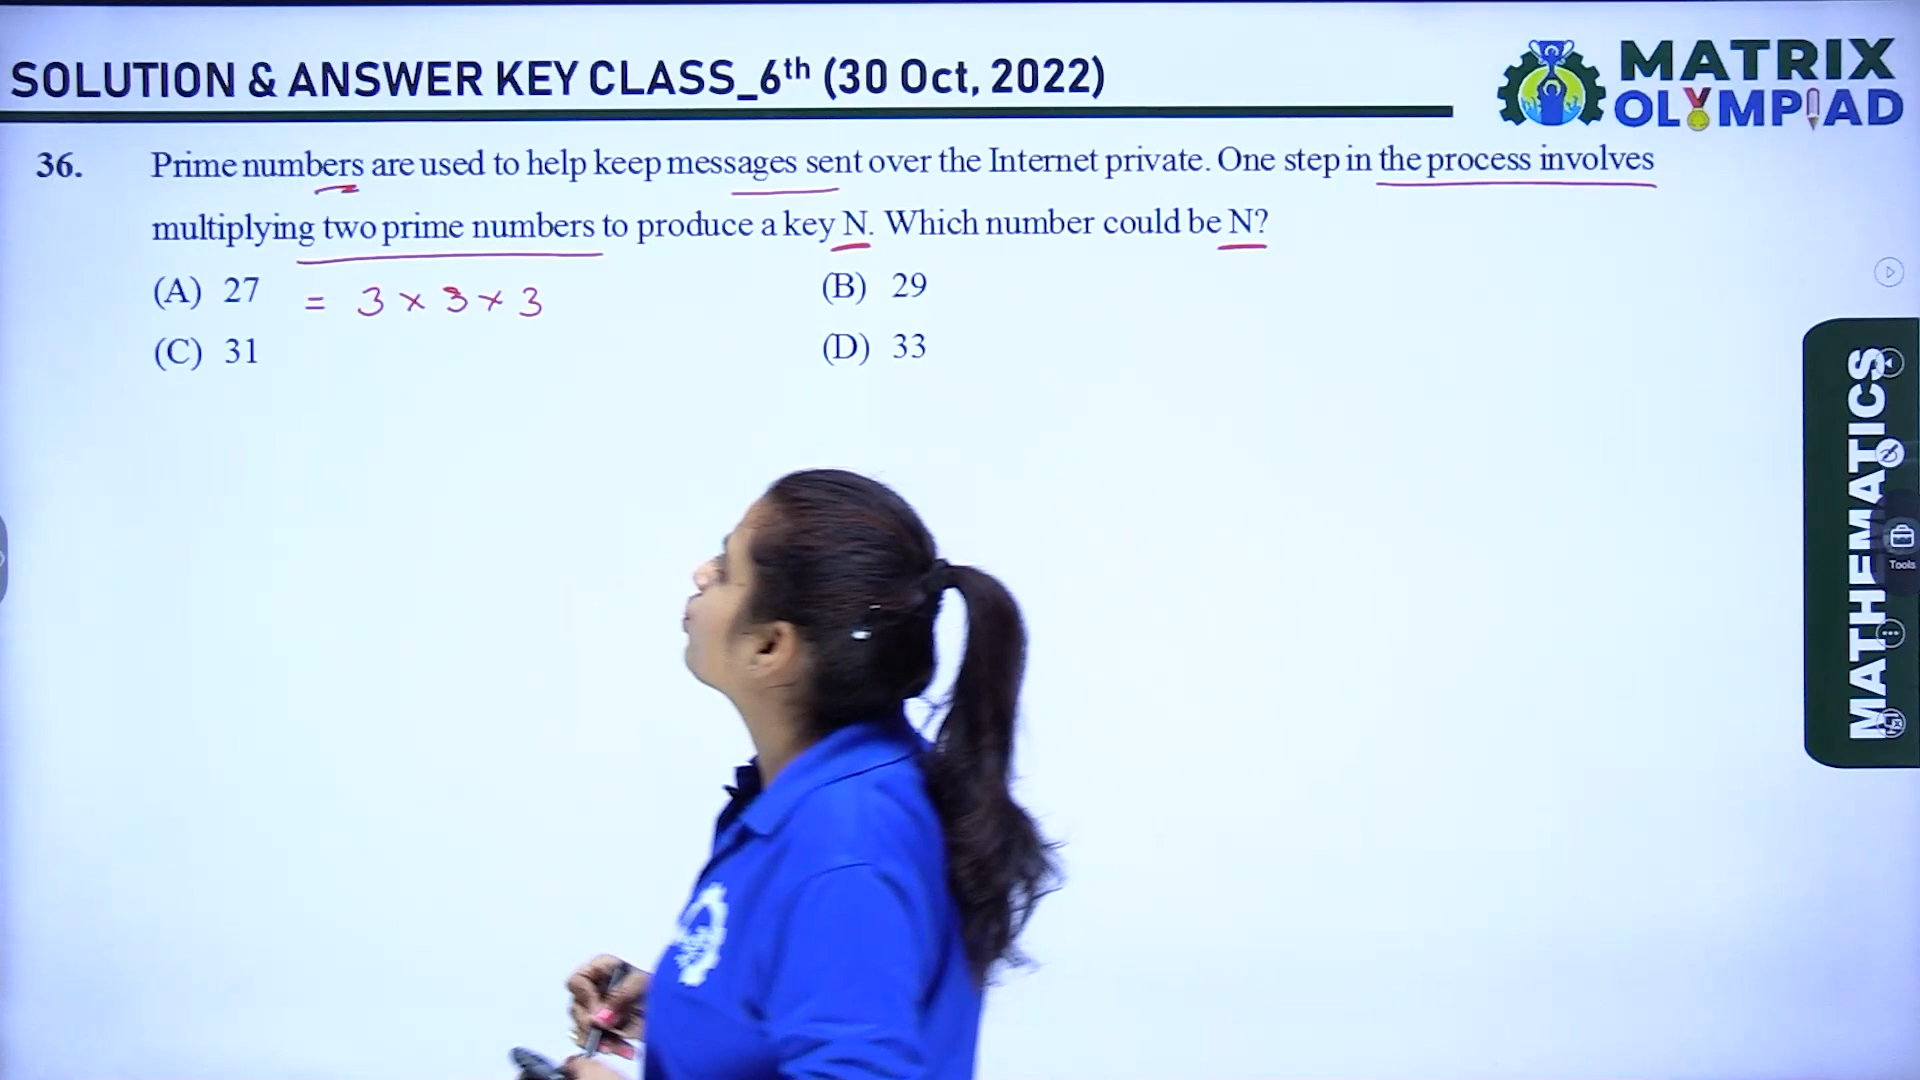 SOLUTION & ANSWER KEY CLASS_6th (30 Oct, 2022)
MATRIX
OLYMPIAD
36. Prime numbers are used to help keep messages sent over the Internet private. One step in the process involves
multiplying two prime numbers to produce a key N. Which number could be N?
(A) 27 = 3 × 3 × 3 (B) 29
(C) 31 (D) 33
MATHEMATICS
Tools